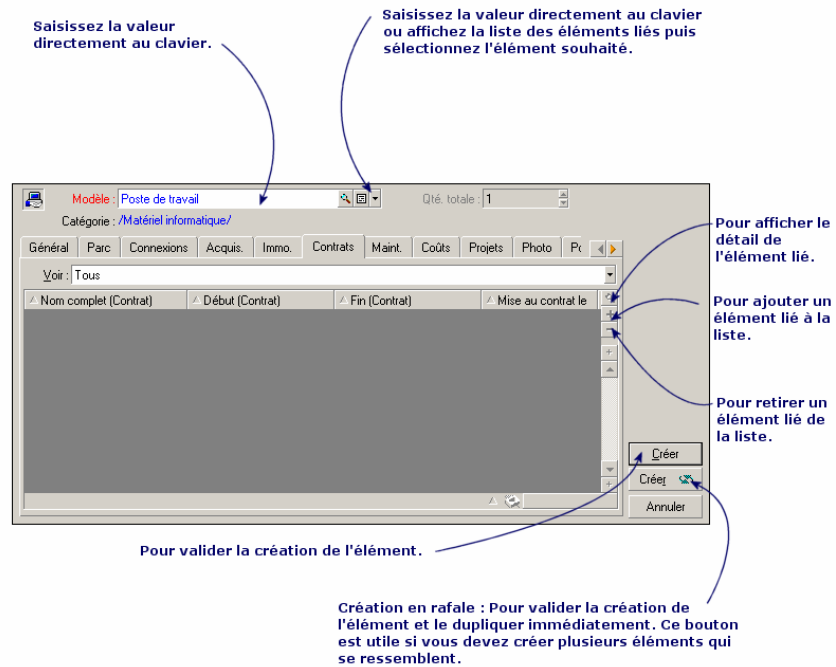 Saisissez la valeur
directement au clavier.
Saisissez la valeur directement au clavier
ou affichez la liste des éléments liés puis
sélectionnez l'élément souhaité.
Modèle : Poste de travail
Qté. totale : 1
Catégorie : /Matériel informatique/
Général Parc Connexions Acquis. Immo. Contrats Maint. Coûts Projets Photo
Voir : Tous
Nom complet (Contrat) Début (Contrat) Fin (Contrat) Mise au contrat le
Pour afficher le
détail de
l'élément lié.
Pour ajouter un
élément lié à la
liste.
Pour retirer un
élément lié de
la liste.
Créer
Créer
Annuler
Pour valider la création de l'élément.
Création en rafale : Pour valider la création de
l'élément et le dupliquer immédiatement. Ce bouton
est utile si vous devez créer plusieurs éléments qui
se ressemblent.